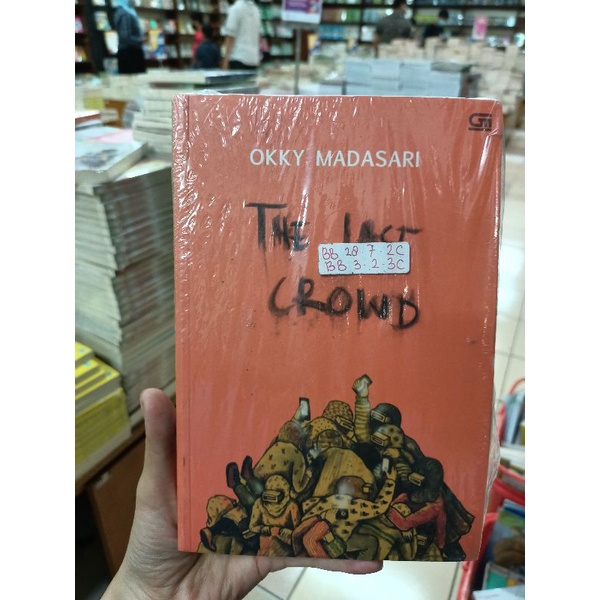 OKKY MADASARI
THE LAST
BB 28 7 · 2C
BB 3 · 2 · 3C
CROWD